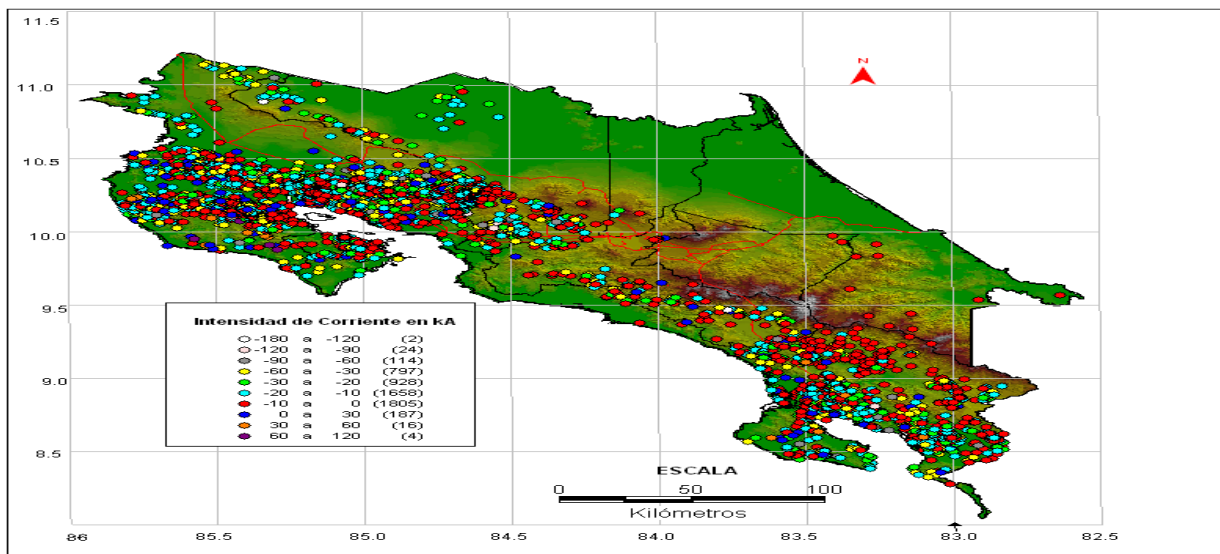 11.5
11.0
10.5
10.0
9.5
9.0
8.5
N
Intensidad de Corriente en kA
-180 a -120 (2)
-120 a -90 (24)
-90 a -60 (114)
-60 a -30 (797)
-30 a -20 (928)
-20 a -10 (1658)
-10 a 0 (1805)
0 a 30 (187)
30 a 60 (16)
60 a 120 (4)
ESCALA
0 50 100
Kilómetros
86 85.5 85.0 84.5 84.0 83.5 83.0 82.5